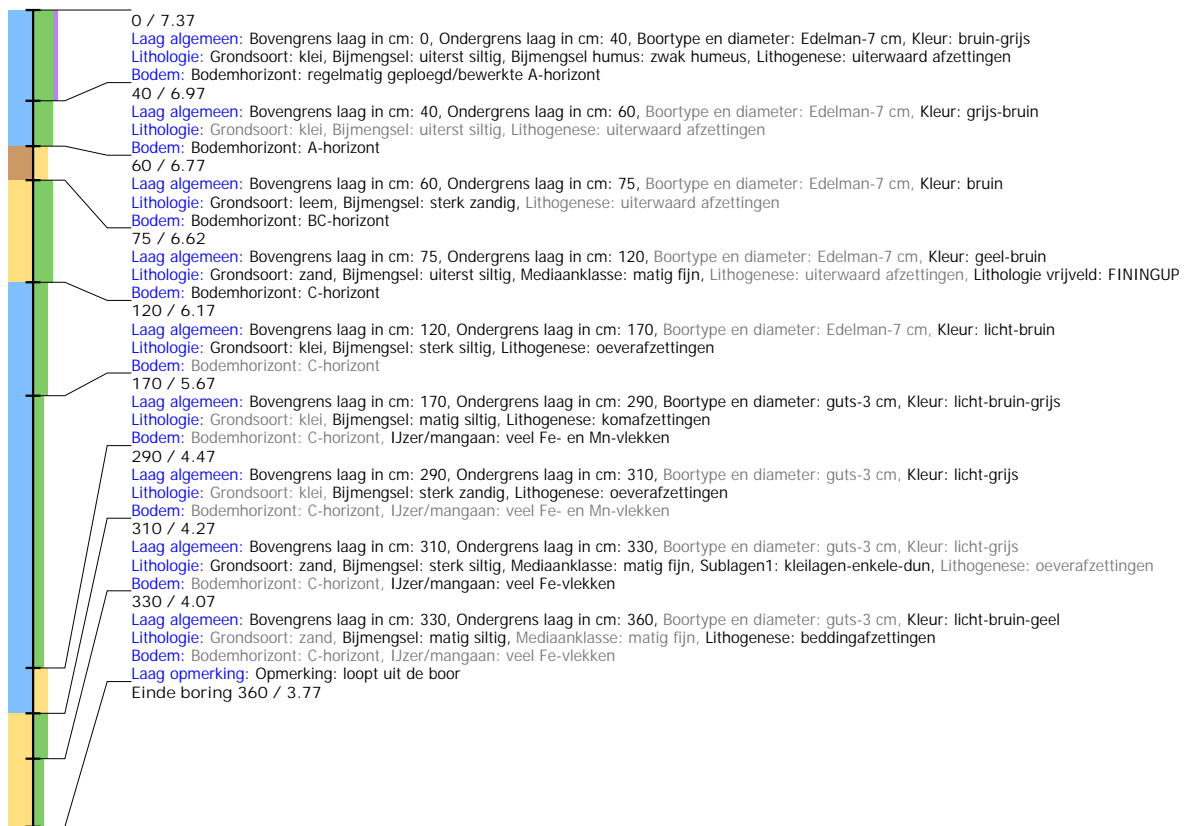 0 / 7.37
Laag algemeen: Bovengrens laag in cm: 0, Ondergrens laag in cm: 40, Boortype en diameter: Edelman-7 cm, Kleur: bruin-grijs
Lithologie: Grondsoort: klei, Bijmengsel: uiterst siltig, Bijmengsel humus: zwak humeus, Lithogenese: uiterwaard afzettingen
Bodem: Bodemhorizont: regelmatig geploegd/bewerkte A-horizont
40 / 6.97
Laag algemeen: Bovengrens laag in cm: 40, Ondergrens laag in cm: 60, Boortype en diameter: Edelman-7 cm, Kleur: grijs-bruin
Lithologie: Grondsoort: klei, Bijmengsel: uiterst siltig, Lithogenese: uiterwaard afzettingen
Bodem: Bodemhorizont: A-horizont
60 / 6.77
Laag algemeen: Bovengrens laag in cm: 60, Ondergrens laag in cm: 75, Boortype en diameter: Edelman-7 cm, Kleur: bruin
Lithologie: Grondsoort: leem, Bijmengsel: sterk zandig, Lithogenese: uiterwaard afzettingen
Bodem: Bodemhorizont: BC-horizont
75 / 6.62
Laag algemeen: Bovengrens laag in cm: 75, Ondergrens laag in cm: 120, Boortype en diameter: Edelman-7 cm, Kleur: geel-bruin
Lithologie: Grondsoort: zand, Bijmengsel: uiterst siltig, Mediaanklasse: matig fijn, Lithogenese: uiterwaard afzettingen, Lithologie vrijveld: FININGUP
Bodem: Bodemhorizont: C-horizont
120 / 6.17
Laag algemeen: Bovengrens laag in cm: 120, Ondergrens laag in cm: 170, Boortype en diameter: Edelman-7 cm, Kleur: licht-bruin
Lithologie: Grondsoort: klei, Bijmengsel: sterk siltig, Lithogenese: oeverafzettingen
Bodem: Bodemhorizont: C-horizont
170 / 5.67
Laag algemeen: Bovengrens laag in cm: 170, Ondergrens laag in cm: 290, Boortype en diameter: guts-3 cm, Kleur: licht-bruin-grijs
Lithologie: Grondsoort: klei, Bijmengsel: matig siltig, Lithogenese: komafzettingen
Bodem: Bodemhorizont: C-horizont, IJzer/mangaan: veel Fe- en Mn-vlekken
290 / 4.47
Laag algemeen: Bovengrens laag in cm: 290, Ondergrens laag in cm: 310, Boortype en diameter: guts-3 cm, Kleur: licht-grijs
Lithologie: Grondsoort: klei, Bijmengsel: sterk zandig, Lithogenese: oeverafzettingen
Bodem: Bodemhorizont: C-horizont, IJzer/mangaan: veel Fe- en Mn-vlekken
310 / 4.27
Laag algemeen: Bovengrens laag in cm: 310, Ondergrens laag in cm: 330, Boortype en diameter: guts-3 cm, Kleur: licht-grijs
Lithologie: Grondsoort: zand, Bijmengsel: sterk siltig, Mediaanklasse: matig fijn, Sublagen1: kleilagen-enkele-dun, Lithogenese: oeverafzettingen
Bodem: Bodemhorizont: C-horizont, IJzer/mangaan: veel Fe-vlekken
330 / 4.07
Laag algemeen: Bovengrens laag in cm: 330, Ondergrens laag in cm: 360, Boortype en diameter: guts-3 cm, Kleur: licht-bruin-geel
Lithologie: Grondsoort: zand, Bijmengsel: matig siltig, Mediaanklasse: matig fijn, Lithogenese: beddingafzettingen
Bodem: Bodemhorizont: C-horizont, IJzer/mangaan: veel Fe-vlekken
Laag opmerking: Opmerking: loopt uit de boor
Einde boring 360 / 3.77